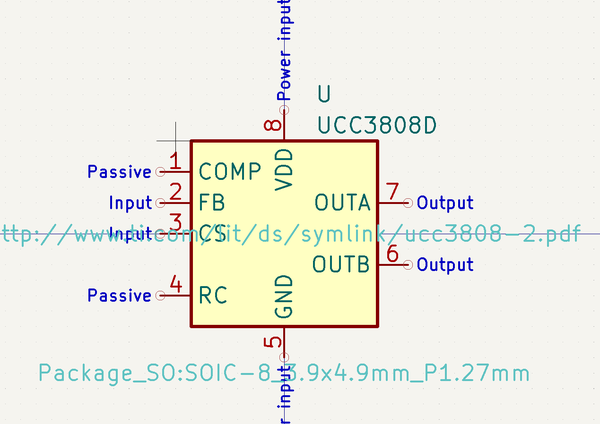 Power input
U
UCC3808D
8
VDD
Passive 1 COMP
Input 2 FB
OUTA 7 Output
Input 3 CS
ttp://www.ti.com/lit/ds/symlink/ucc3808-2.pdf
OUTB 6 Output
Passive 4 RC
GND
5
Package_SO:SOIC-8_3.9x4.9mm_P1.27mm
r input